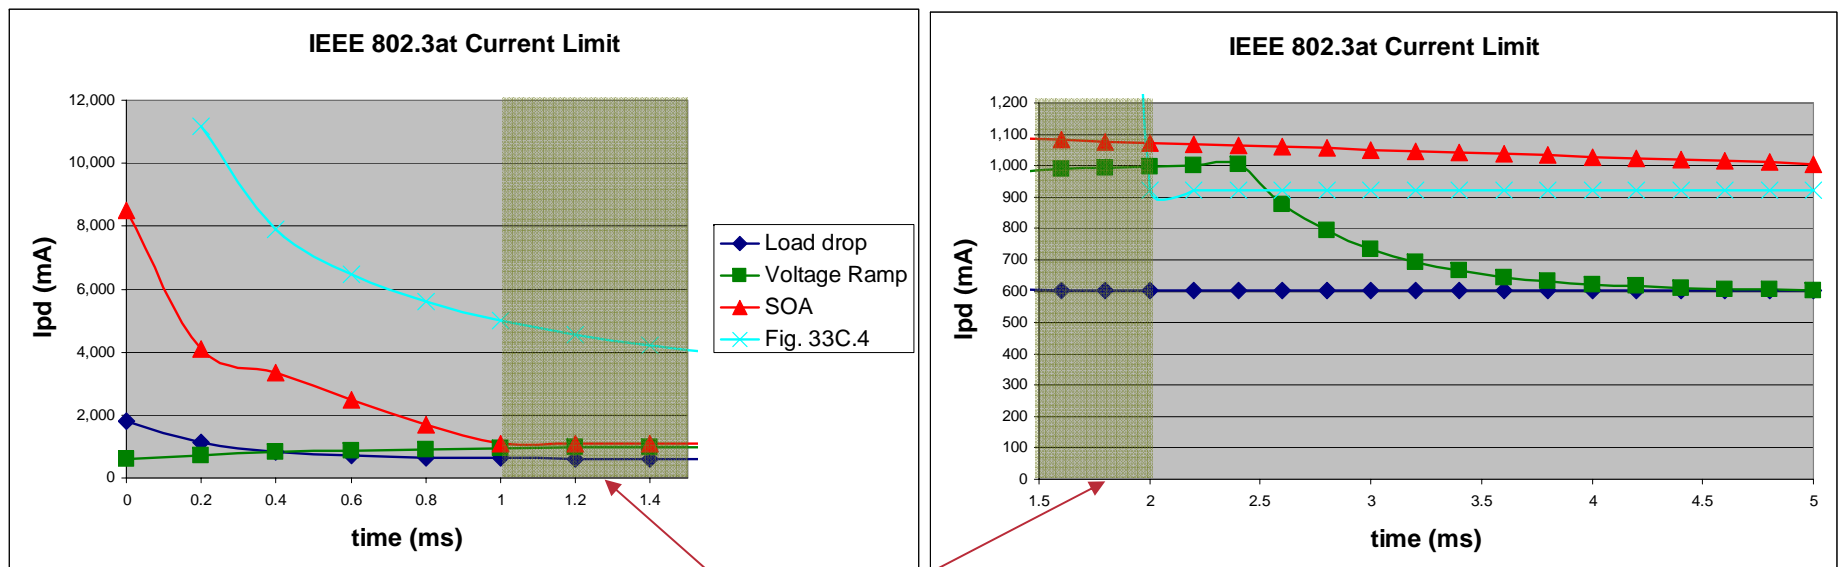 IEEE 802.3at Current Limit
12,000
10,000
8,000
6,000
4,000
2,000
0
0 0.2 0.4 0.6 0.8 1 1.2 1.4
Ipd (mA)
time (ms)
Load drop
Voltage Ramp
SOA
Fig. 33C.4
IEEE 802.3at Current Limit
1,200
1,100
1,000
900
800
700
600
500
400
300
200
100
0
1.5 2 2.5 3 3.5 4 4.5 5
Ipd (mA)
time (ms)